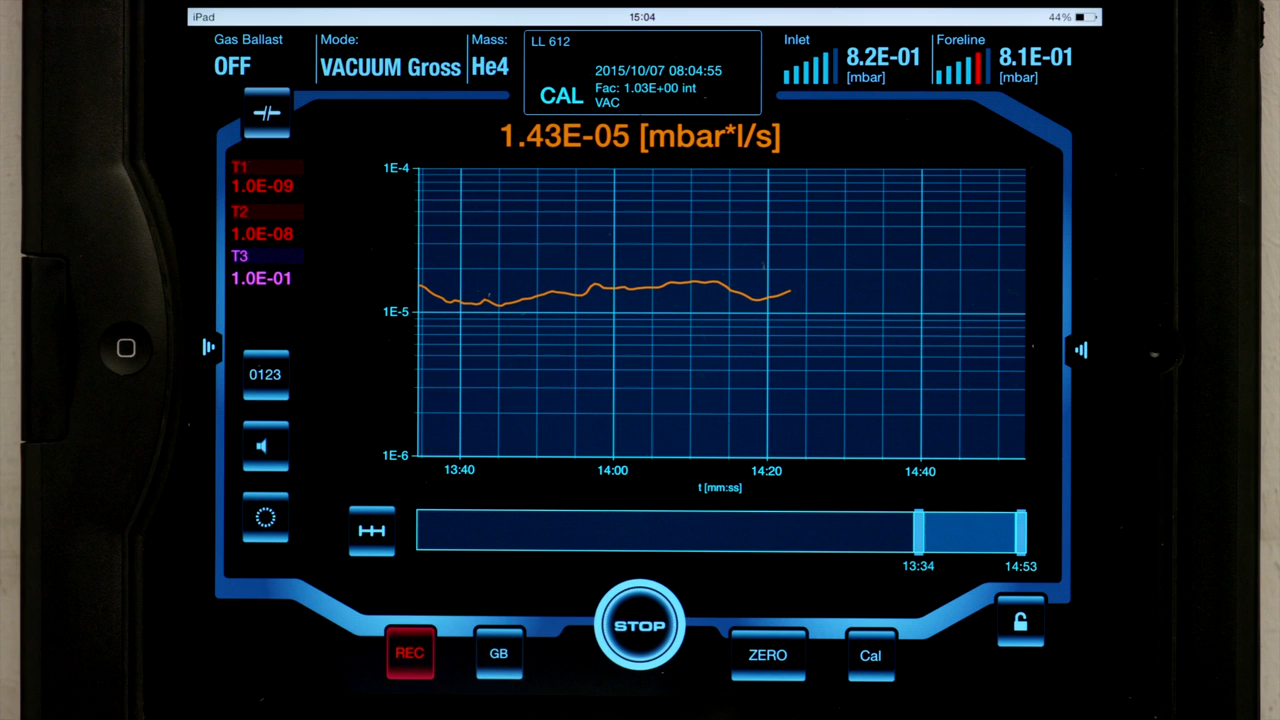 iPad
15:04
44%
Gas Ballast
OFF
Mode:
VACUUM Gross
Mass:
He4
LL 612
2015/10/07 08:04:55
Fac: 1.03E+00 int
CAL
VAC
Inlet
8.2E-01
[mbar]
Foreline
8.1E-01
[mbar]
1.43E-05 [mbar*l/s]
T1
1.0E-09
T2
1.0E-08
T3
1.0E-01
0123
1E-4
1E-5
1E-6
13:40
14:00
14:20
14:40
t [mm:ss]
13:34
14:53
REC
GB
STOP
ZERO
Cal